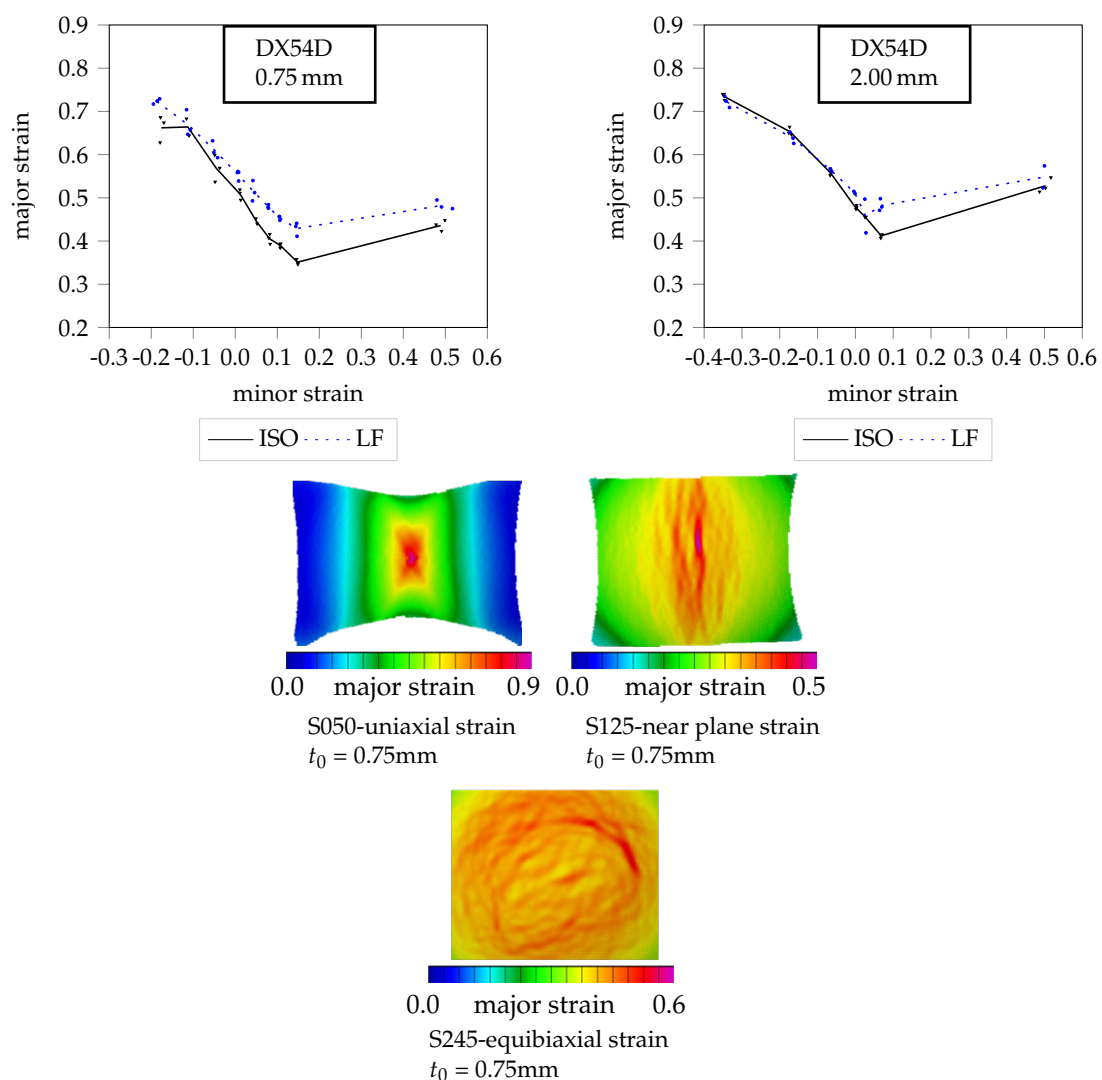 DX54D
0.75 mm
0.9
0.8
0.7
0.6
0.5
0.4
0.3
0.2
major strain
-0.3 -0.2 -0.1 0.0 0.1 0.2 0.3 0.4 0.5 0.6
minor strain
ISO LF
DX54D
2.00 mm
0.9
0.8
0.7
0.6
0.5
0.4
0.3
0.2
major strain
-0.4 -0.3 -0.2 -0.1 0.0 0.1 0.2 0.3 0.4 0.5 0.6
minor strain
ISO LF
0.0 major strain 0.9
S050-uniaxial strain
t₀ = 0.75mm
0.0 major strain 0.5
S125-near plane strain
t₀ = 0.75mm
0.0 major strain 0.6
S245-equibiaxial strain
t₀ = 0.75mm